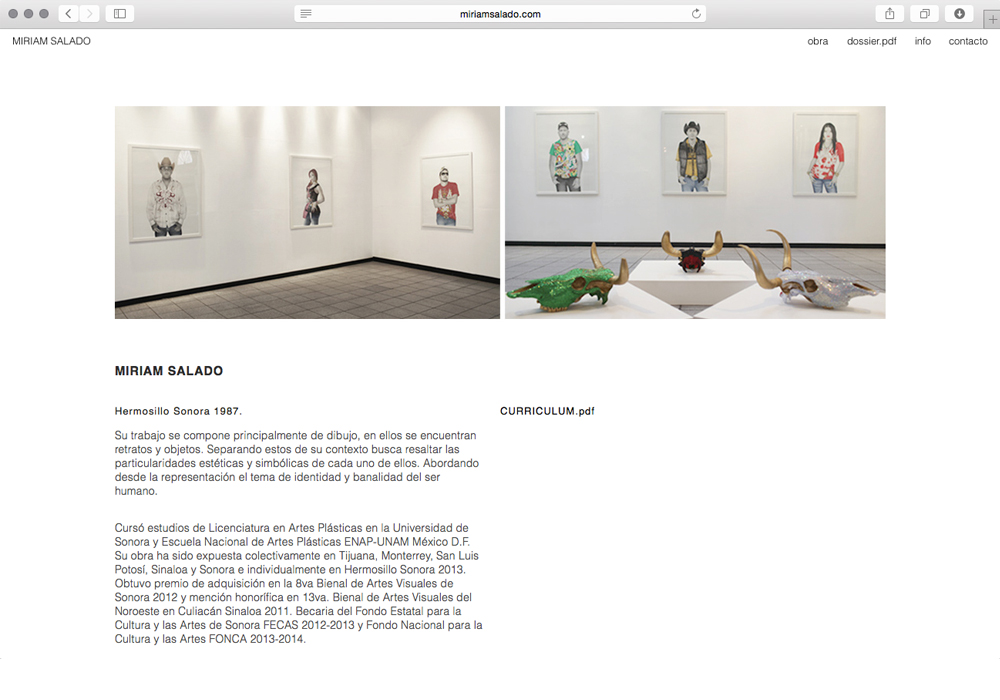 miriamsalado.com
MIRIAM SALADO
obra dossier.pdf info contacto
MIRIAM SALADO
Hermosillo Sonora 1987.
Su trabajo se compone principalmente de dibujo, en ellos se encuentran
retratos y objetos. Separando estos de su contexto busca resaltar las
particularidades estéticas y simbólicas de cada uno de ellos. Abordando
desde la representación el tema de identidad y banalidad del ser
humano.
Cursó estudios de Licenciatura en Artes Plásticas en la Universidad de
Sonora y Escuela Nacional de Artes Plásticas ENAP-UNAM México D.F.
Su obra ha sido expuesta colectivamente en Tijuana, Monterrey, San Luis
Potosí, Sinaloa y Sonora e individualmente en Hermosillo Sonora 2013.
Obtuvo premio de adquisición en la 8va Bienal de Artes Visuales de
Sonora 2012 y mención honorífica en 13va. Bienal de Artes Visuales del
Noroeste en Culiacán Sinaloa 2011. Becaria del Fondo Estatal para la
Cultura y las Artes de Sonora FECAS 2012-2013 y Fondo Nacional para la
Cultura y las Artes FONCA 2013-2014.
CURRICULUM.pdf